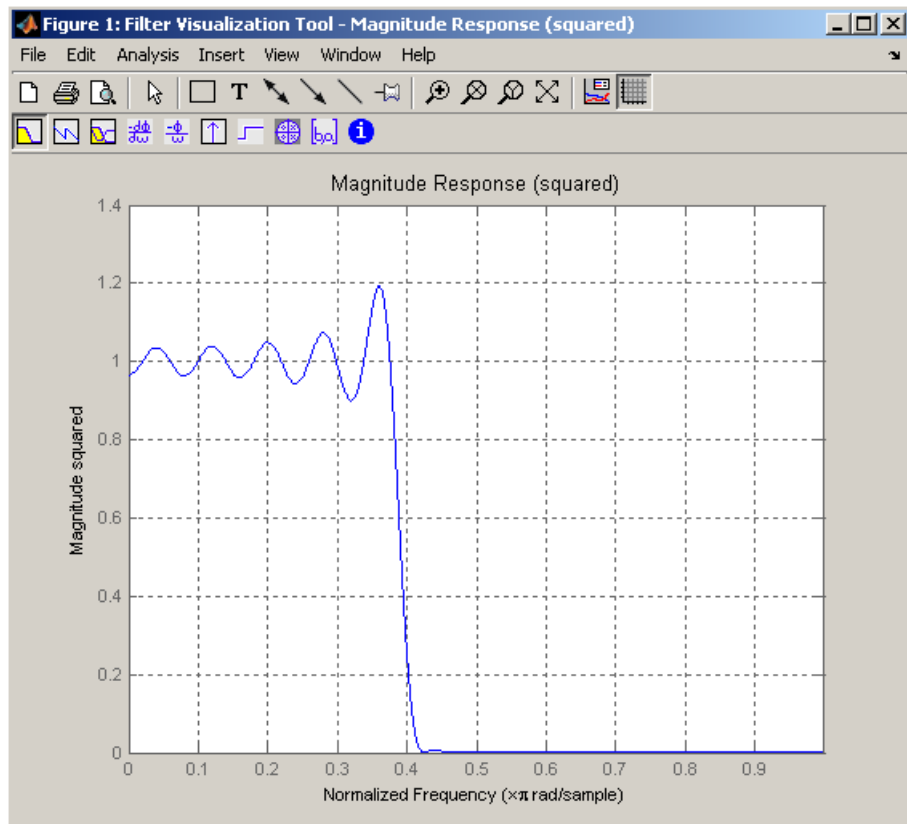 Figure 1: Filter Visualization Tool - Magnitude Response (squared)
File Edit Analysis Insert View Window Help
T
Magnitude Response (squared)
1.4
1.2
1
0.8
0.6
0.4
0.2
0
Magnitude squared
0 0.1 0.2 0.3 0.4 0.5 0.6 0.7 0.8 0.9
Normalized Frequency (×π rad/sample)